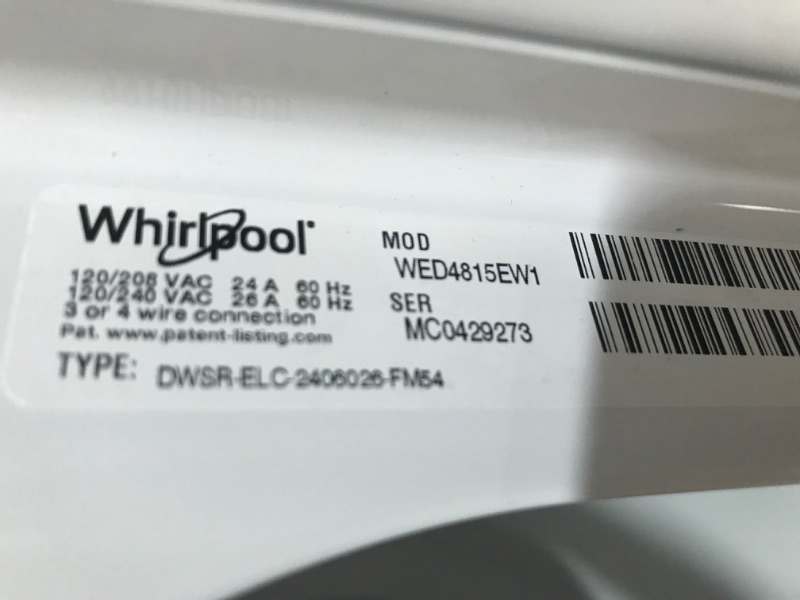 Whirlpool
120/208 VAC 24 A 60 Hz
120/240 VAC 26 A 60 Hz
3 or 4 wire connection
Pat. www.patent-listing.com
TYPE: DWSR-ELC-2406026-FM54
MOD
WED4815EW1
SER
MC0429273